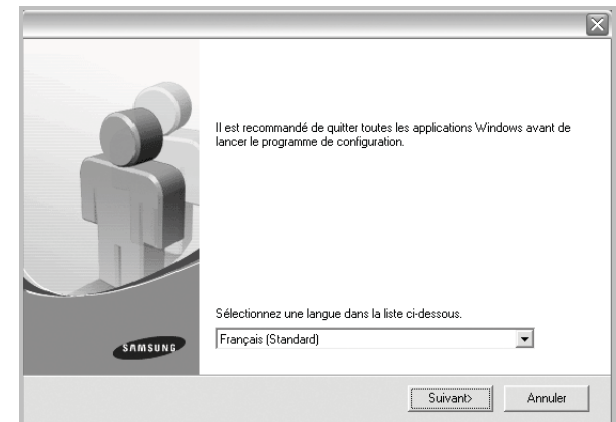 Il est recommandé de quitter toutes les applications Windows avant de
lancer le programme de configuration.
Sélectionnez une langue dans la liste ci-dessous.
Français (Standard)
SAMSUNG
Suivant>
Annuler